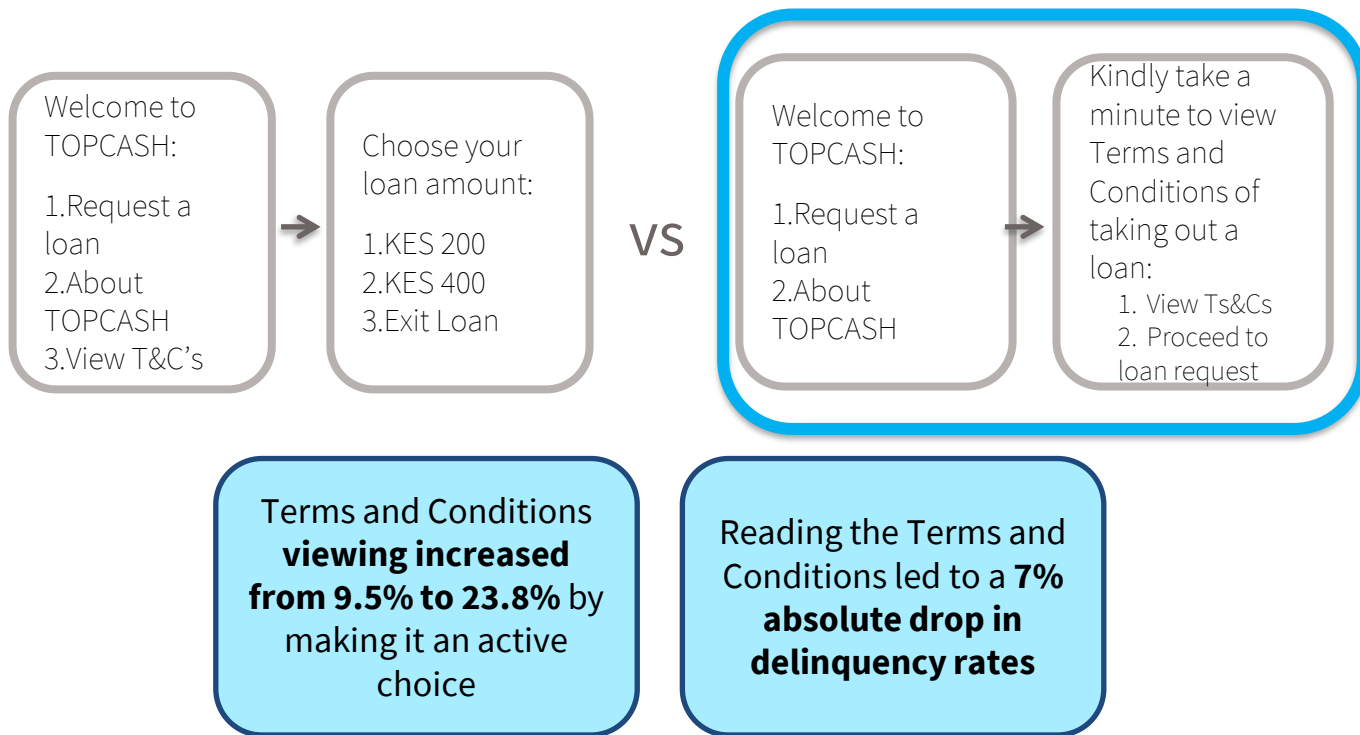 Welcome to
TOPCASH:
1.Request a
loan
2.About
TOPCASH
3.View T&C’s
Choose your
loan amount:
1.KES 200
2.KES 400
3.Exit Loan
vs
Welcome to
TOPCASH:
1.Request a
loan
2.About
TOPCASH
Kindly take a
minute to view
Terms and
Conditions of
taking out a
loan:
1. View Ts&Cs
2. Proceed to
loan request
Terms and Conditions
viewing increased
from 9.5% to 23.8% by
making it an active
choice
Reading the Terms and
Conditions led to a 7%
absolute drop in
delinquency rates